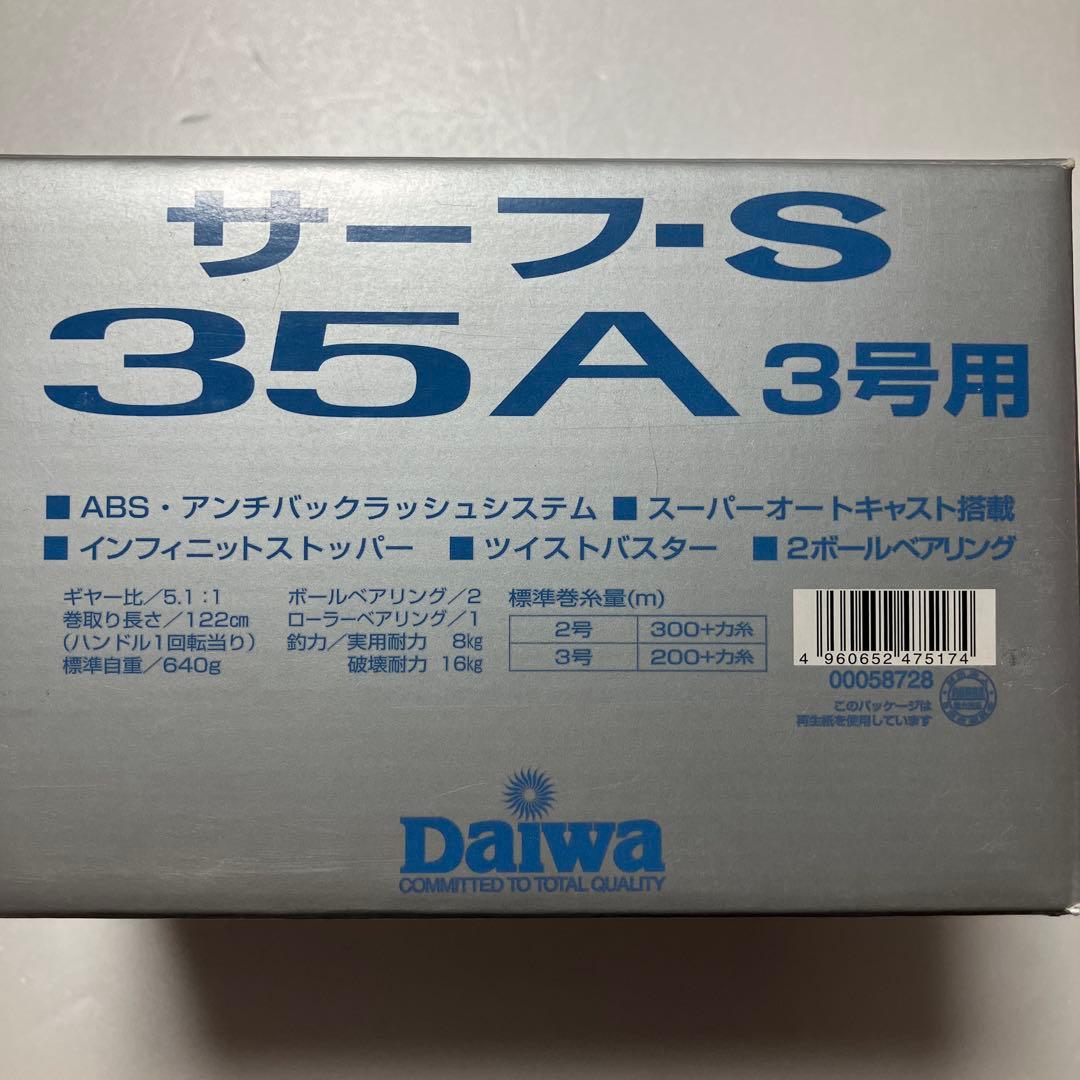 サーフ-S
35A 3号用
■ ABS・アンチバックラッシュシステム ■ スーパーオートキャスト搭載
■ インフィニットストッパー ■ ツイストバスター ■ 2ボールベアリング
ギヤー比/5.1:1
巻取り長さ/122㎝
(ハンドル1回転当り)
標準自重/640g
ボールベアリング/2
ローラーベアリング/1
釣力/実用耐力 8㎏
破壊耐力 16㎏
標準巻糸量(m)
2号 300+力糸
3号 200+力糸
4 960652 475174
00058728
このパッケージは
再生紙を使用しています
Daiwa
COMMITTED TO TOTAL QUALITY